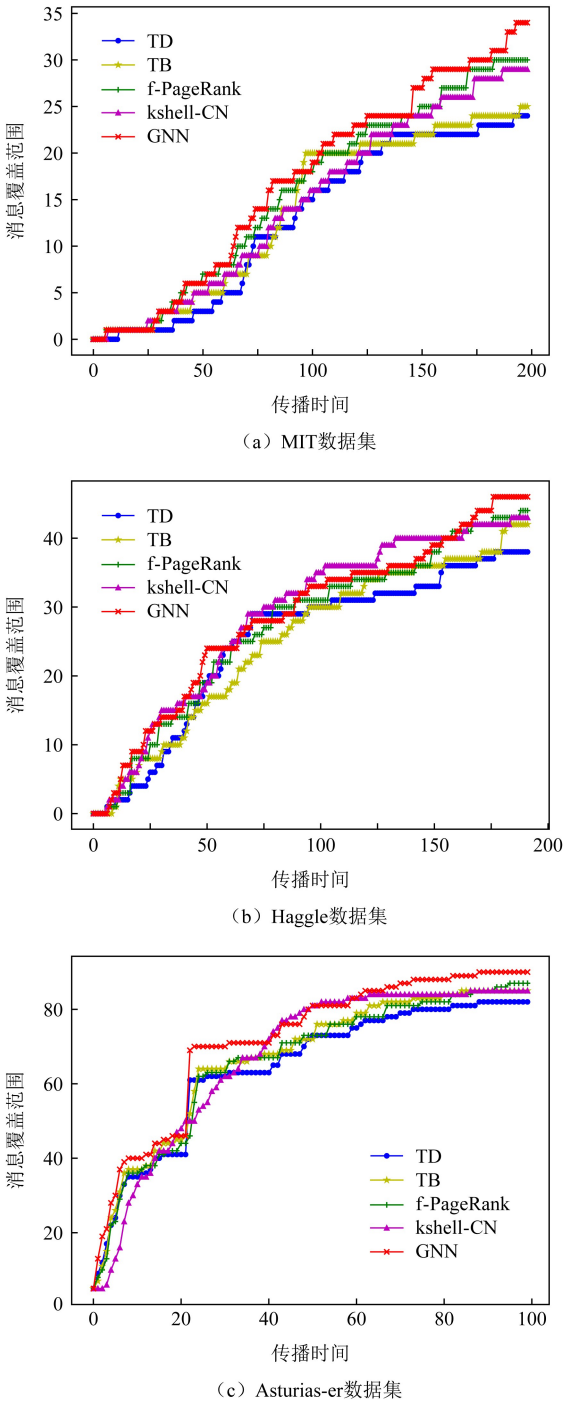 35
30
25
20
15
10
5
0
消息覆盖范围
TD
TB
f-PageRank
kshell-CN
GNN
0 50 100 150 200
传播时间
（a）MIT数据集
40
30
20
10
0
消息覆盖范围
TD
TB
f-PageRank
kshell-CN
GNN
0 50 100 150 200
传播时间
（b）Haggle数据集
80
60
40
20
0
消息覆盖范围
TD
TB
f-PageRank
kshell-CN
GNN
0 20 40 60 80 100
传播时间
（c）Asturias-er数据集